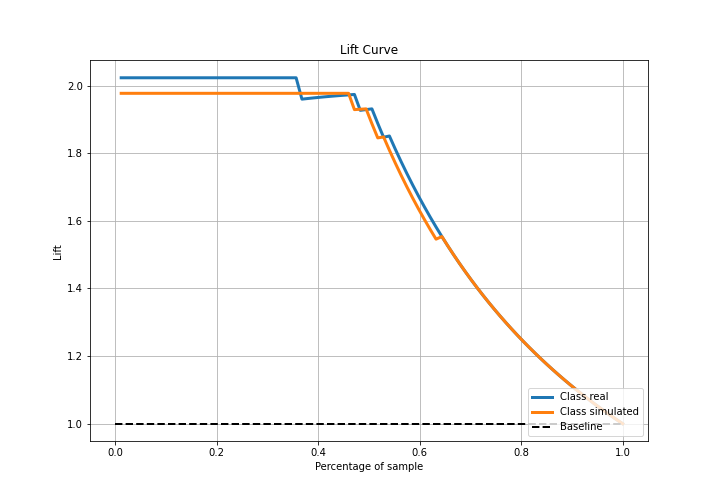 Lift Curve
Lift
2.0
1.8
1.6
1.4
1.2
1.0
0.0 0.2 0.4 0.6 0.8 1.0
Percentage of sample
Class real
Class simulated
Baseline